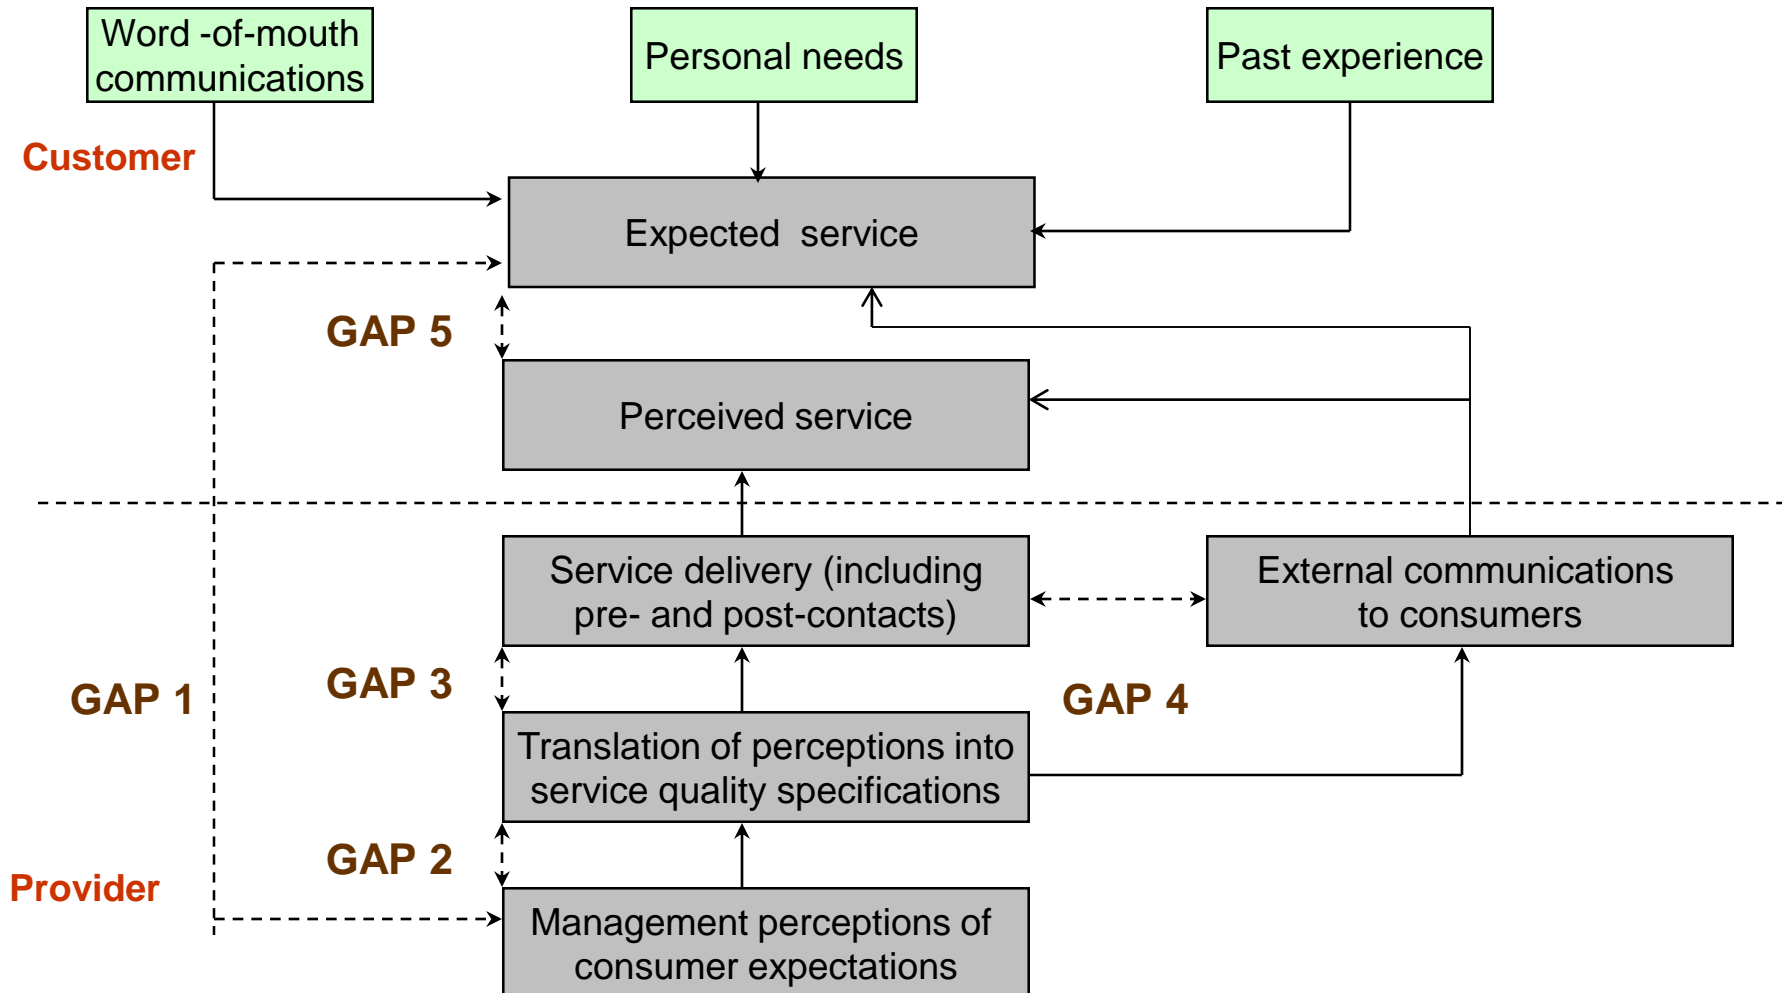 Word -of-mouth
communications
Personal needs
Past experience
Customer
Expected  service
GAP 5
Perceived service
Service delivery (including
pre- and post-contacts)
External communications
to consumers
GAP 1
GAP 3
GAP 4
Translation of perceptions into
service quality specifications
GAP 2
Provider
Management perceptions of
consumer expectations